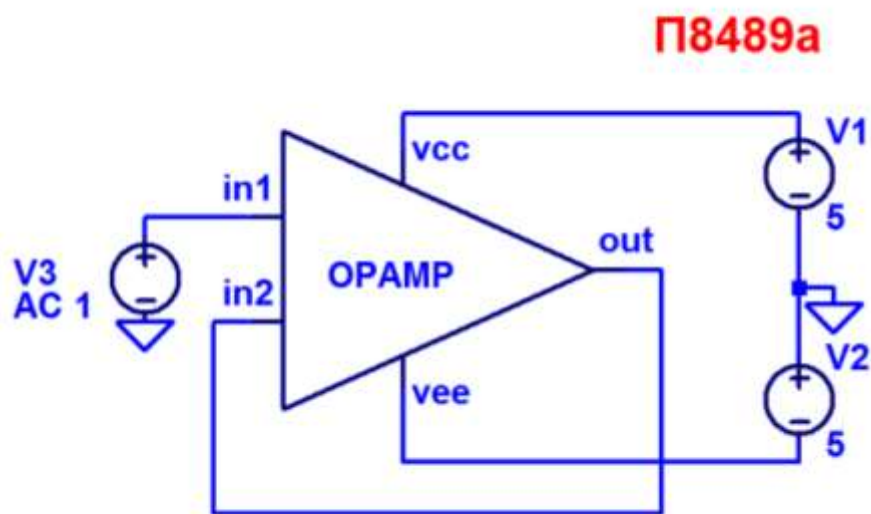 П8489а
V1
vcc
in1
5
out
V3
OPAMP
AC 1
in2
V2
vee
5